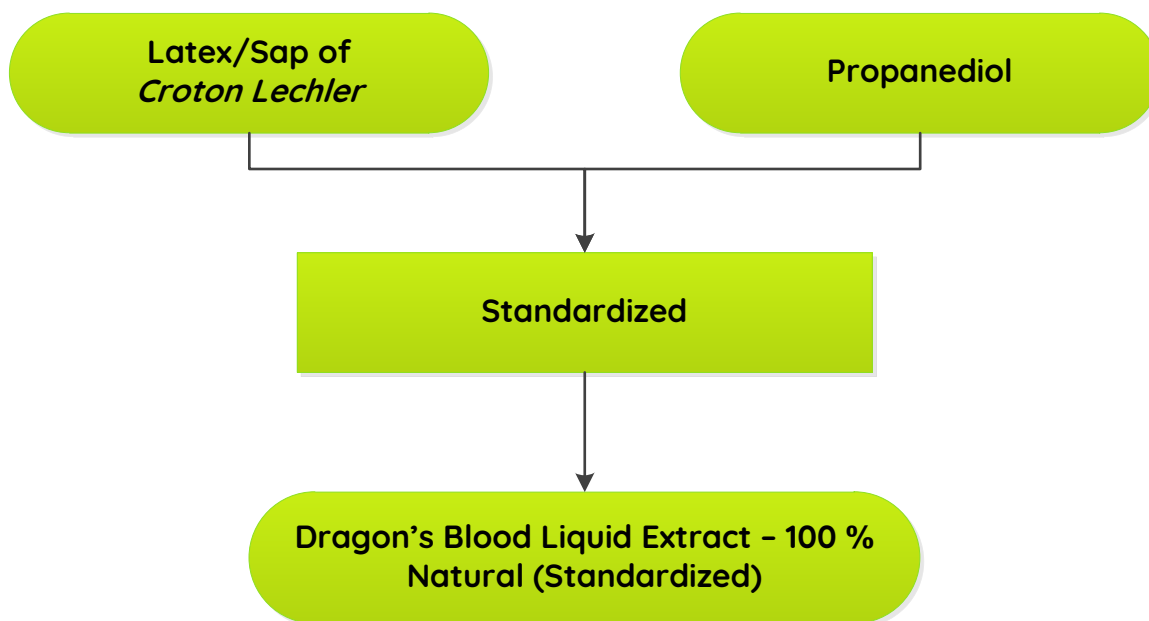 Latex/Sap of
Croton Lechler
Propanediol
Standardized
Dragon’s Blood Liquid Extract – 100 %
Natural (Standardized)